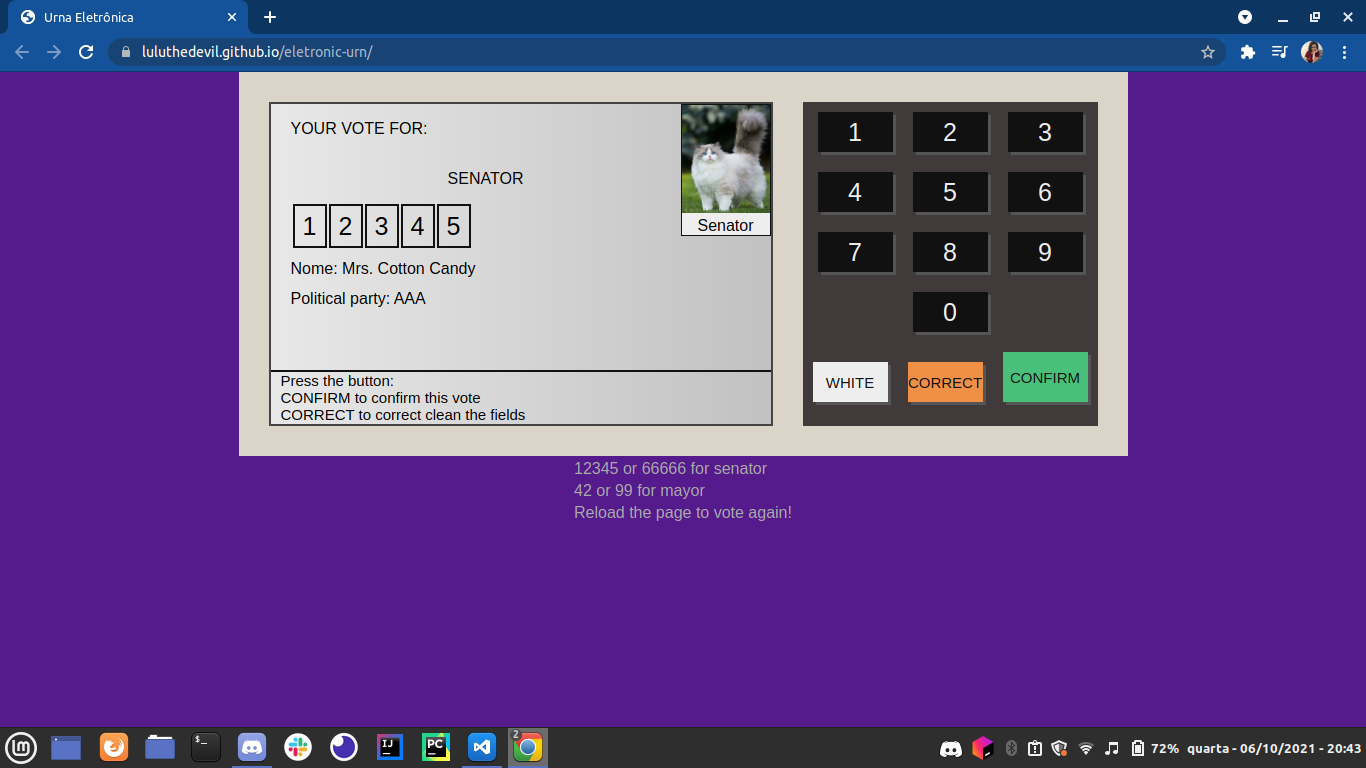 Urna Eletrônica
luluthedevil.github.io/eletronic-urn/
YOUR VOTE FOR:
SENATOR
1 2 3 4 5
Nome: Mrs. Cotton Candy
Political party: AAA
Senator
Press the button:
CONFIRM to confirm this vote
CORRECT to correct clean the fields
1 2 3
4 5 6
7 8 9
0
WHITE CORRECT CONFIRM
12345 or 66666 for senator
42 or 99 for mayor
Reload the page to vote again!
lm
$_
IJ
PC
2
72% quarta - 06/10/2021 - 20:43